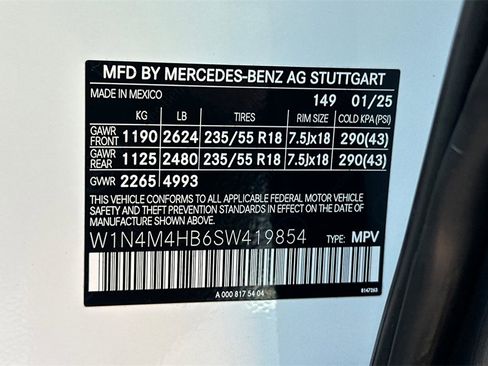 MFD BY MERCEDES-BENZ AG STUTTGART
MADE IN MEXICO 149 01/25
KG LB TIRES RIM SIZE COLD KPA (PSI)
GAWR FRONT 1190 2624 235/55 R18 7.5Jx18 290(43)
GAWR REAR 1125 2480 235/55 R18 7.5Jx18 290(43)
GVWR 2265 4993
THIS VEHICLE CONFORMS TO ALL APPLICABLE FEDERAL MOTOR VEHICLE
SAFETY AND THEFT PREVENTION STANDARDS IN EFFECT ON THE DATE OF
MANUFACTURE SHOWN ABOVE.
W1N4M4HB6SW419854 TYPE: MPV
A 000 817 54 04 8147263